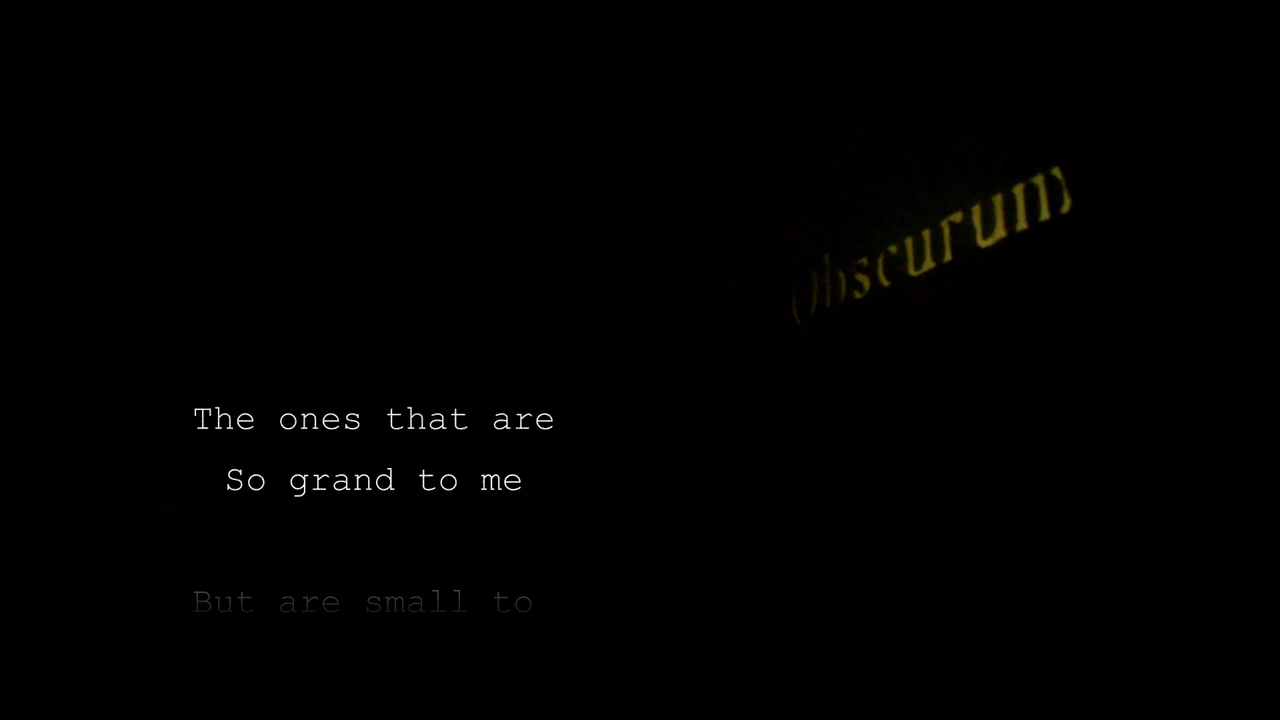 Obscurum
The ones that are
So grand to me
But are small to